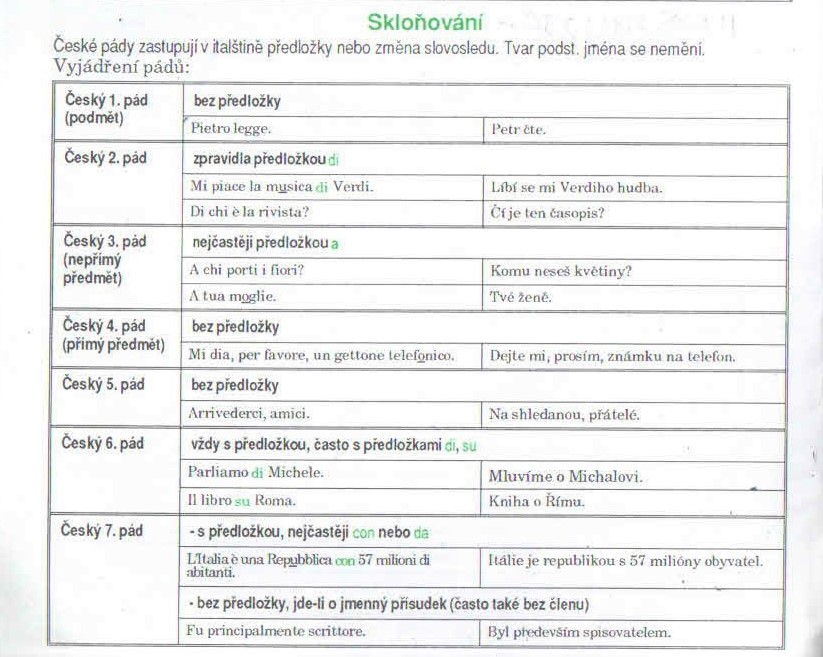 Skloňování
České pády zastupují v italštině předložky nebo změna slovosledu. Tvar podst. jména se nemění.
Vyjádření pádů:
Český 1. pád
(podmět)
bez předložky
Pietro legge.
Petr čte.
Český 2. pád
zpravidla předložkou di
Mi piace la musica di Verdi.
Líbí se mi Verdiho hudba.
Di chi è la rivista?
Čí je ten časopis?
Český 3. pád
(nepřímý
předmět)
nejčastěji předložkou a
A chi porti i fiori?
Komu neseš květiny?
A tua moglie.
Tvé ženě.
Český 4. pád
(přímý předmět)
bez předložky
Mi dia, per favore, un gettone telefonico.
Dejte mi, prosím, známku na telefon.
Český 5. pád
bez předložky
Arrivederci, amici.
Na shledanou, přátelé.
Český 6. pád
vždy s předložkou, často s předložkami di, su
Parliamo di Michele.
Mluvíme o Michalovi.
Il libro su Roma.
Kniha o Římu.
Český 7. pád
- s předložkou, nejčastěji con nebo da
L'Italia è una Repubblica con 57 milioni di
abitanti.
Itálie je republikou s 57 milióny obyvatel.
- bez předložky, jde-li o jmenný přísudek (často také bez členu)
Fu principalmente scrittore.
Byl především spisovatelem.